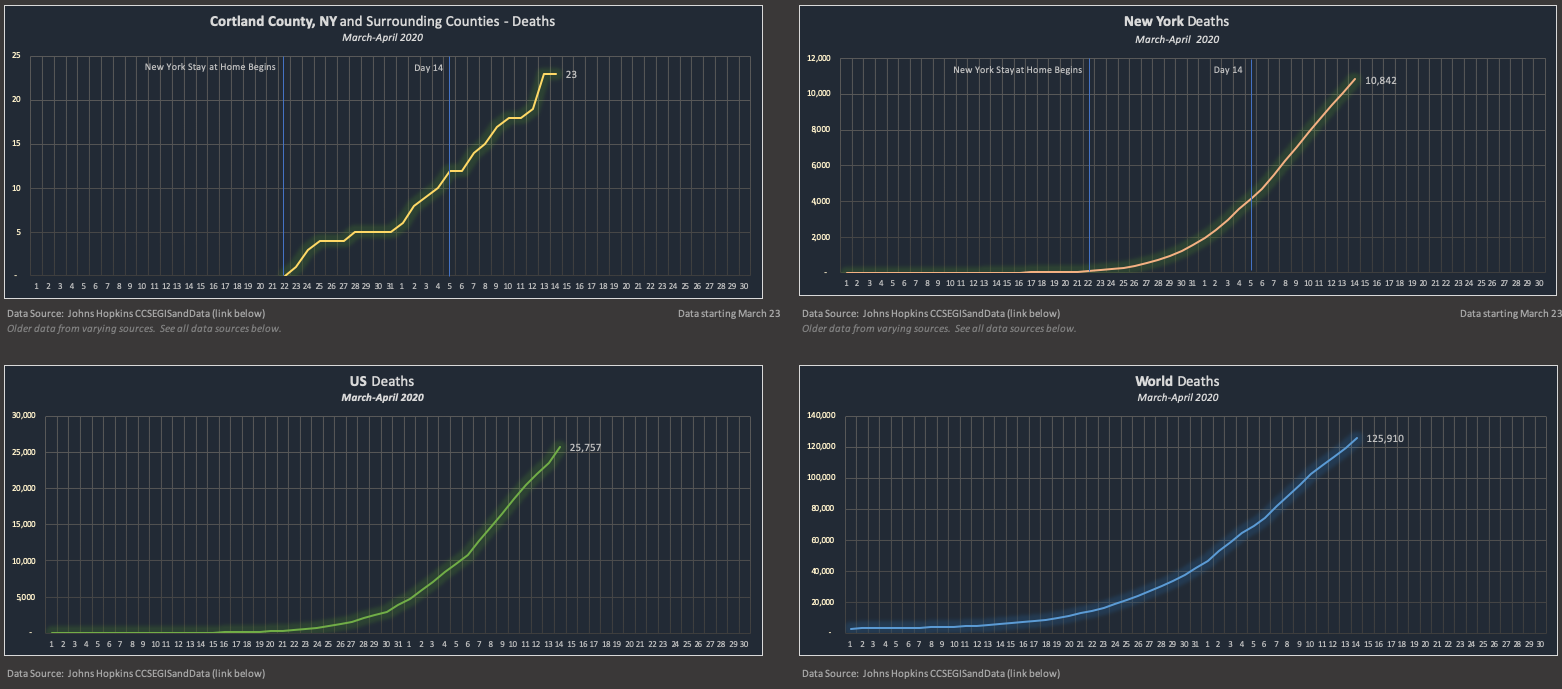 Cortland County, NY and Surrounding Counties - Deaths
March-April 2020
25
New York Stay at Home Begins
Day 14
23
20
15
10
5
-
1 2 3 4 5 6 7 8 9 10 11 12 13 14 15 16 17 18 19 20 21 22 23 24 25 26 27 28 29 30 31 1 2 3 4 5 6 7 8 9 10 11 12 13 14 15 16 17 18 19 20 21 22 23 24 25 26 27 28 29 30
Data Source: Johns Hopkins CCSEGISandData (link below)
Data starting March 23
Older data from varying sources. See all data sources below.
New York Deaths
March-April 2020
12,000
New York Stay at Home Begins
Day 14
10,842
10,000
8,000
6,000
4,000
2000
-
1 2 3 4 5 6 7 8 9 10 11 12 13 14 15 16 17 18 19 20 21 22 23 24 25 26 27 28 29 30 31 1 2 3 4 5 6 7 8 9 10 11 12 13 14 15 16 17 18 19 20 21 22 23 24 25 26 27 28 29 30
Data Source: Johns Hopkins CCSEGISandData (link below)
Data starting March 23
Older data from varying sources. See all data sources below.
US Deaths
March-April 2020
30,000
25,757
25,000
20,000
15,000
10,000
5000
-
1 2 3 4 5 6 7 8 9 10 11 12 13 14 15 16 17 18 19 20 21 22 23 24 25 26 27 28 29 30 31 1 2 3 4 5 6 7 8 9 10 11 12 13 14 15 16 17 18 19 20 21 22 23 24 25 26 27 28 29 30
Data Source: Johns Hopkins CCSEGISandData (link below)
World Deaths
March-April 2020
140,000
125,910
120,000
100,000
80,000
60,000
40,000
20,000
-
1 2 3 4 5 6 7 8 9 10 11 12 13 14 15 16 17 18 19 20 21 22 23 24 25 26 27 28 29 30 31 1 2 3 4 5 6 7 8 9 10 11 12 13 14 15 16 17 18 19 20 21 22 23 24 25 26 27 28 29 30
Data Source: Johns Hopkins CCSEGISandData (link below)